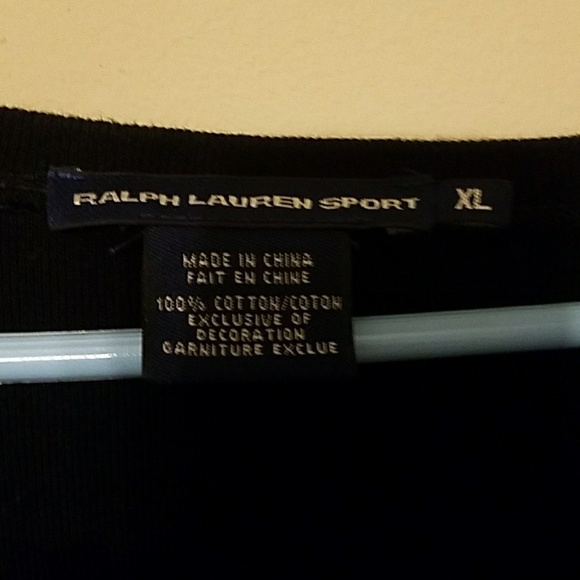 RALPH LAUREN SPORT XL
MADE IN CHINA
FAIT EN CHINE
100% COTTON/COTON
EXCLUSIVE OF
DECORATION
GARNITURE EXCLUE